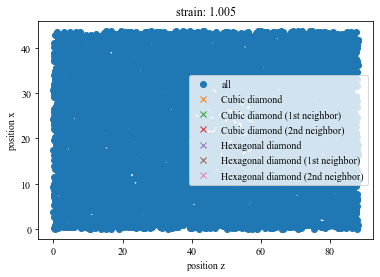 strain: 1.005
position x
40
30
20
10
0
all
Cubic diamond
Cubic diamond (1st neighbor)
Cubic diamond (2nd neighbor)
Hexagonal diamond
Hexagonal diamond (1st neighbor)
Hexagonal diamond (2nd neighbor)
0 20 40 60 80
position z